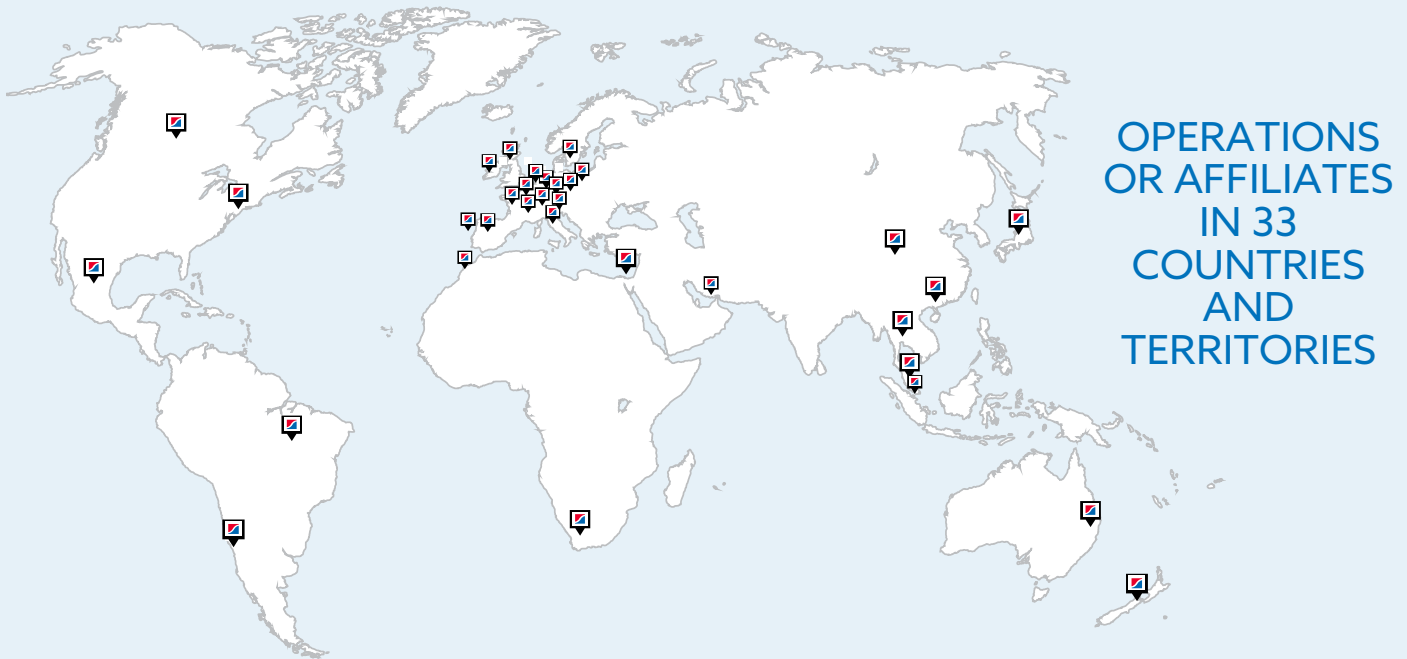 OPERATIONS
OR AFFILIATES
IN 33
COUNTRIES
AND
TERRITORIES